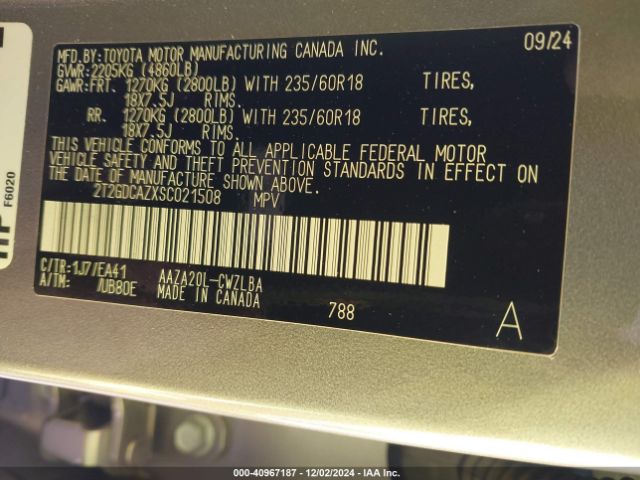 MFD.BY:TOYOTA MOTOR MANUFACTURING CANADA INC. 09/24
GVWR:2205KG (4860LB)
GAWR:FRT. 1270KG (2800LB) WITH 235/60R18 TIRES,
18X7.5J RIMS.
RR. 1270KG (2800LB) WITH 235/60R18 TIRES,
18X7.5J RIMS.
THIS VEHICLE CONFORMS TO ALL APPLICABLE FEDERAL MOTOR
VEHICLE SAFETY AND THEFT PREVENTION STANDARDS IN EFFECT ON
THE DATE OF MANUFACTURE SHOWN ABOVE.
2T2GDCAZXSC021508 MPV
C/TR:1J7/EA41 AAZA20L-CWZLBA
A/TM: /UB80E MADE IN CANADA
788
A
F6020
000-40967187 - 12/02/2024 - IAA Inc.